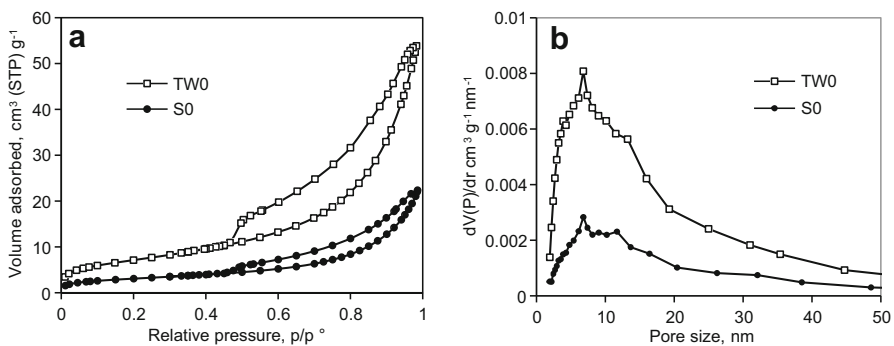 a
60
50
40
30
20
10
0
0
0.2
0.4
0.6
0.8
1
Volume adsorbed, cm³ (STP) g⁻¹
Relative pressure, p/p °
TW0
S0
b
0.01
0.008
0.006
0.004
0.002
0
0
10
20
30
40
50
dV(P)/dr cm³ g⁻¹ nm⁻¹
Pore size, nm
TW0
S0